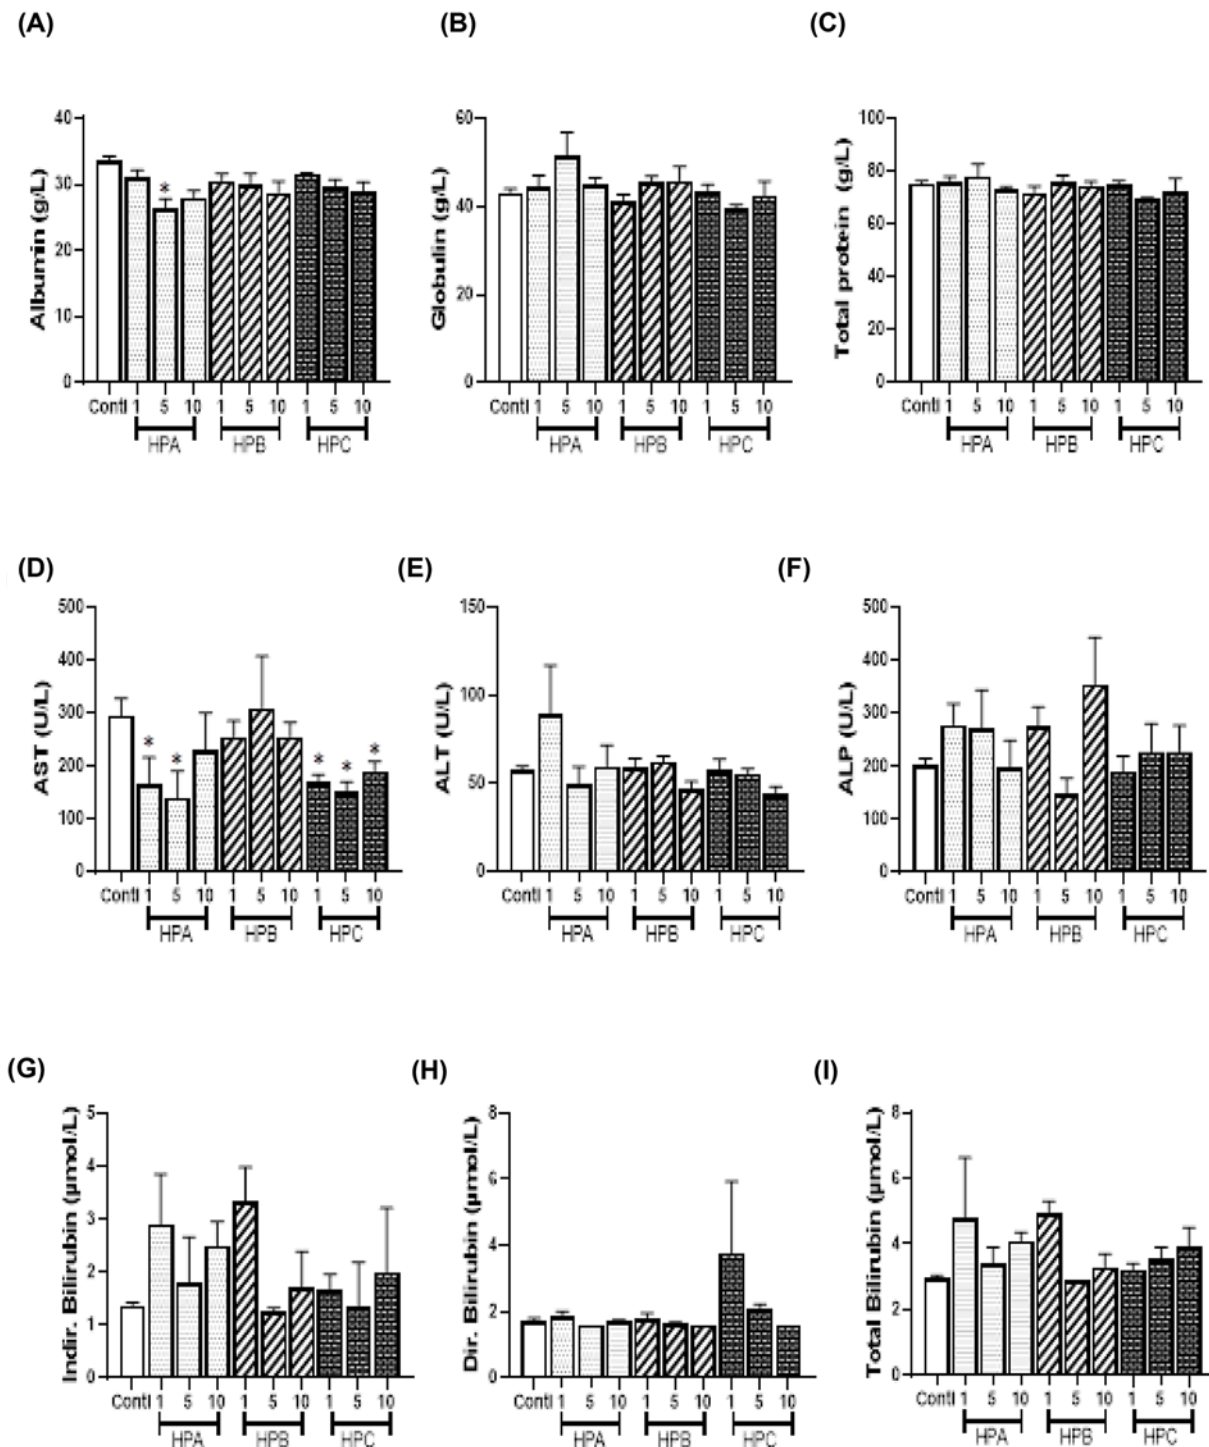 (A)
Albumin (g/L)
40
30
20
10
0
*
Contl 1 5 10 1 5 10 1 5 10
HPA HPB HPC
(B)
Globulin (g/L)
60
40
20
0
Contl 1 5 10 1 5 10 1 5 10
HPA HPB HPC
(C)
Total protein (g/L)
100
80
60
40
20
0
Contl 1 5 10 1 5 10 1 5 10
HPA HPB HPC
(D)
AST (U/L)
500
400
300
200
100
0
* * * * *
Contl 1 5 10 1 5 10 1 5 10
HPA HPB HPC
(E)
ALT (U/L)
150
100
50
0
Contl 1 5 10 1 5 10 1 5 10
HPA HPB HPC
(F)
ALP (U/L)
500
400
300
200
100
0
Contl 1 5 10 1 5 10 1 5 10
HPA HPB HPC
(G)
Indir. Bilirubin (µmol/L)
5
4
3
2
1
0
Contl 1 5 10 1 5 10 1 5 10
HPA HPB HPC
(H)
Dir. Bilirubin (µmol/L)
8
6
4
2
0
Contl 1 5 10 1 5 10 1 5 10
HPA HPB HPC
(I)
Total Bilirubin (µmol/L)
8
6
4
2
0
Contl 1 5 10 1 5 10 1 5 10
HPA HPB HPC